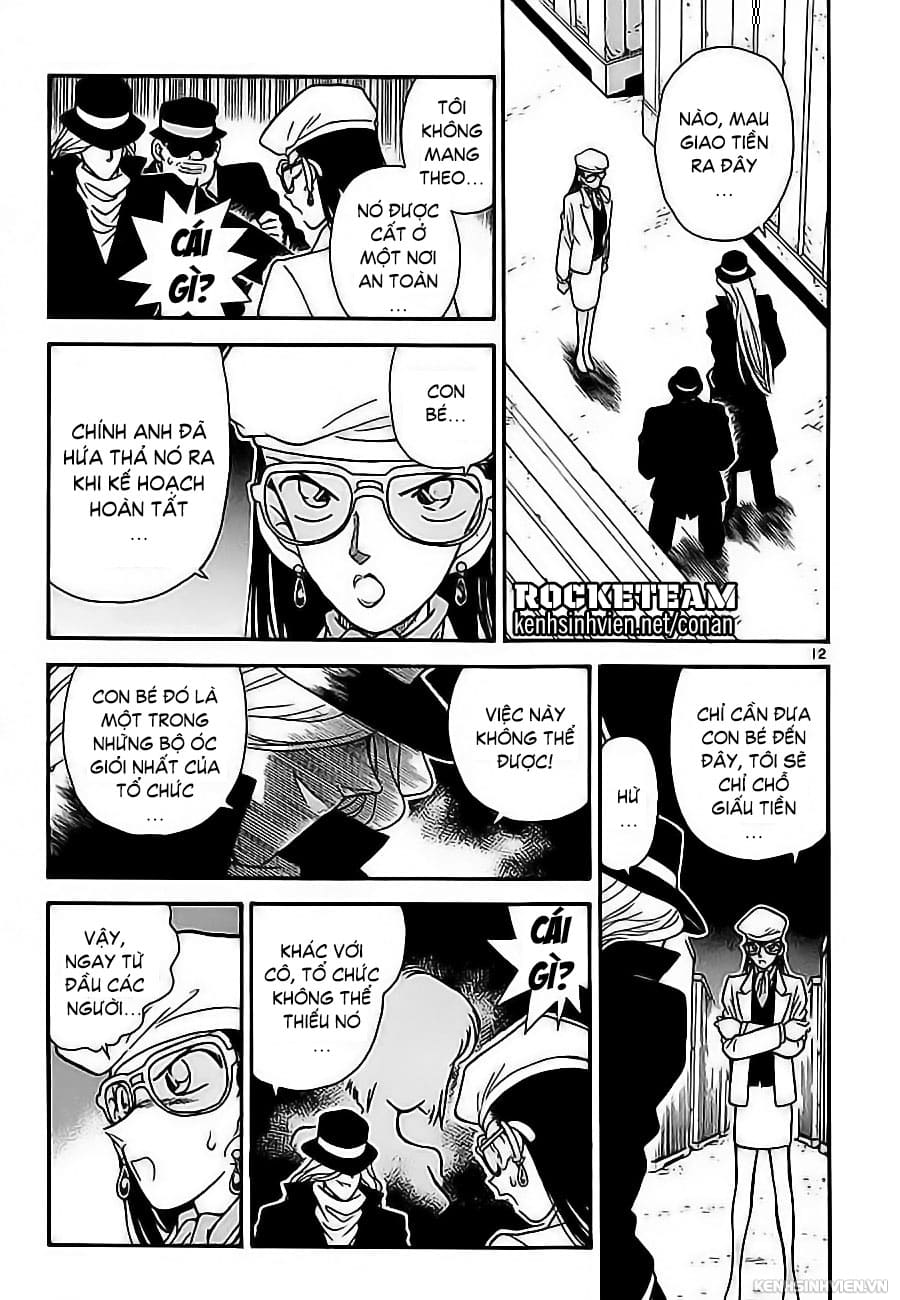 NÀO, MAU
GIAO TIỀN
RA ĐÂY
...
TÔI
KHÔNG
MANG
THEO...
NÓ ĐƯỢC
CẤT Ở
MỘT NƠI
AN TOÀN
...
CÁI
GÌ?
CON
BÉ...
CHÍNH ANH ĐÃ
HỨA THẢ NÓ RA
KHI KẾ HOẠCH
HOÀN TẤT
...
ROCKETEAM
kenhsinhvien.net/conan
12
CHỈ CẦN ĐƯA
CON BÉ ĐẾN
ĐÂY, TÔI SẼ
CHỈ CHỖ
GIẤU TIỀN
...
HỪ
...
VIỆC NÀY
KHÔNG THỂ
ĐƯỢC!
CON BÉ ĐÓ LÀ
MỘT TRONG
NHỮNG BỘ ÓC
GIỎI NHẤT CỦA
TỔ CHỨC
...
CÁI
GÌ?
KHÁC VỚI
CÔ, TỔ CHỨC
KHÔNG THỂ
THIẾU NÓ
...
VẬY,
NGAY TỪ
ĐẦU CÁC
NGƯỜI...
KENHSINHVIEN.VN